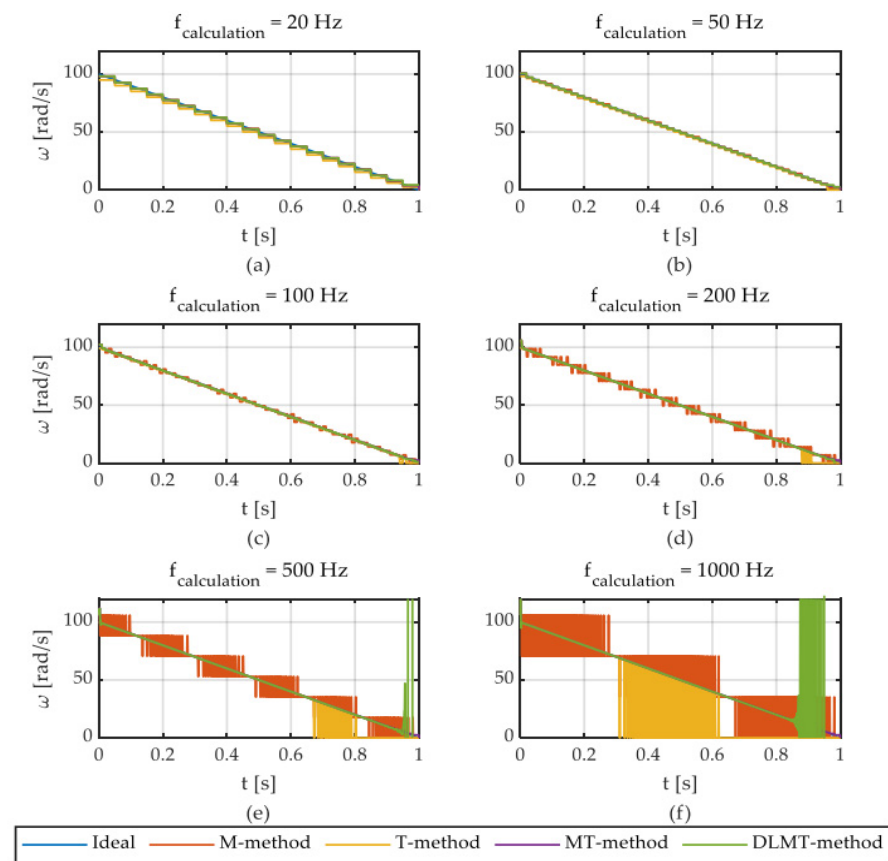 f_calculation = 20 Hz
f_calculation = 50 Hz
ω [rad/s]
100
50
0
0 0.2 0.4 0.6 0.8 1
t [s]
(a)
ω [rad/s]
100
50
0
0 0.2 0.4 0.6 0.8 1
t [s]
(b)
f_calculation = 100 Hz
f_calculation = 200 Hz
ω [rad/s]
100
50
0
0 0.2 0.4 0.6 0.8 1
t [s]
(c)
ω [rad/s]
100
50
0
0 0.2 0.4 0.6 0.8 1
t [s]
(d)
f_calculation = 500 Hz
f_calculation = 1000 Hz
ω [rad/s]
100
50
0
0 0.2 0.4 0.6 0.8 1
t [s]
(e)
ω [rad/s]
100
50
0
0 0.2 0.4 0.6 0.8 1
t [s]
(f)
Ideal M-method T-method MT-method DLMT-method